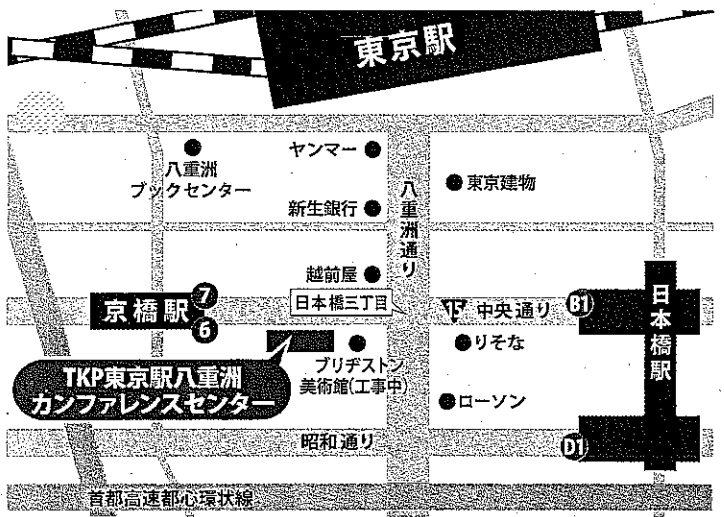 東京駅
八重洲
ブックセンター
ヤンマー
東京建物
新生銀行
八重洲通り
越前屋
日本橋三丁目
京橋駅
7
6
15
中央通り
B1
日本橋駅
りそな
ブリヂストン
美術館(工事中)
TKP東京駅八重洲
カンファレンスセンター
ローソン
昭和通り
D1
首都高速都心環状線